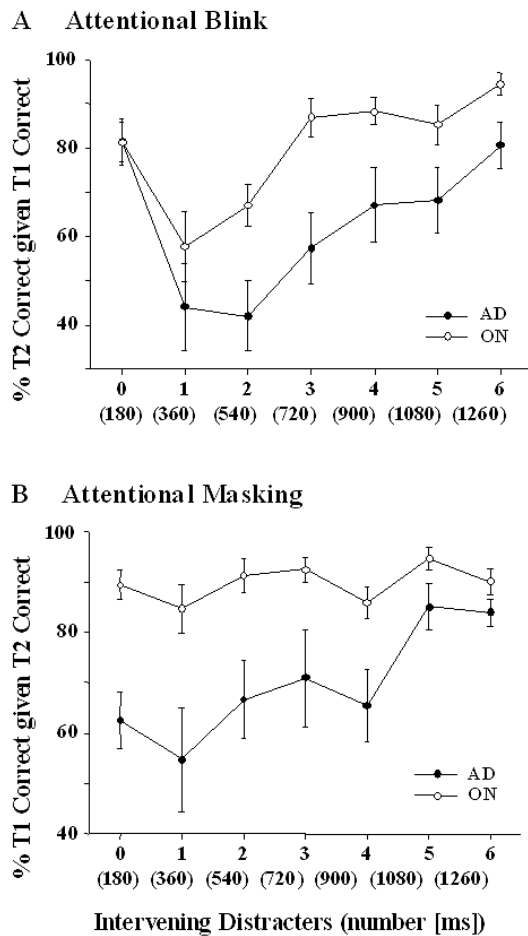 A Attentional Blink
% T2 Correct given T1 Correct
100
80
60
40
AD
ON
0 1 2 3 4 5 6
(180) (360) (540) (720) (900) (1080) (1260)
B Attentional Masking
% T1 Correct given T2 Correct
100
80
60
40
AD
ON
0 1 2 3 4 5 6
(180) (360) (540) (720) (900) (1080) (1260)
Intervening Distracters (number [ms])